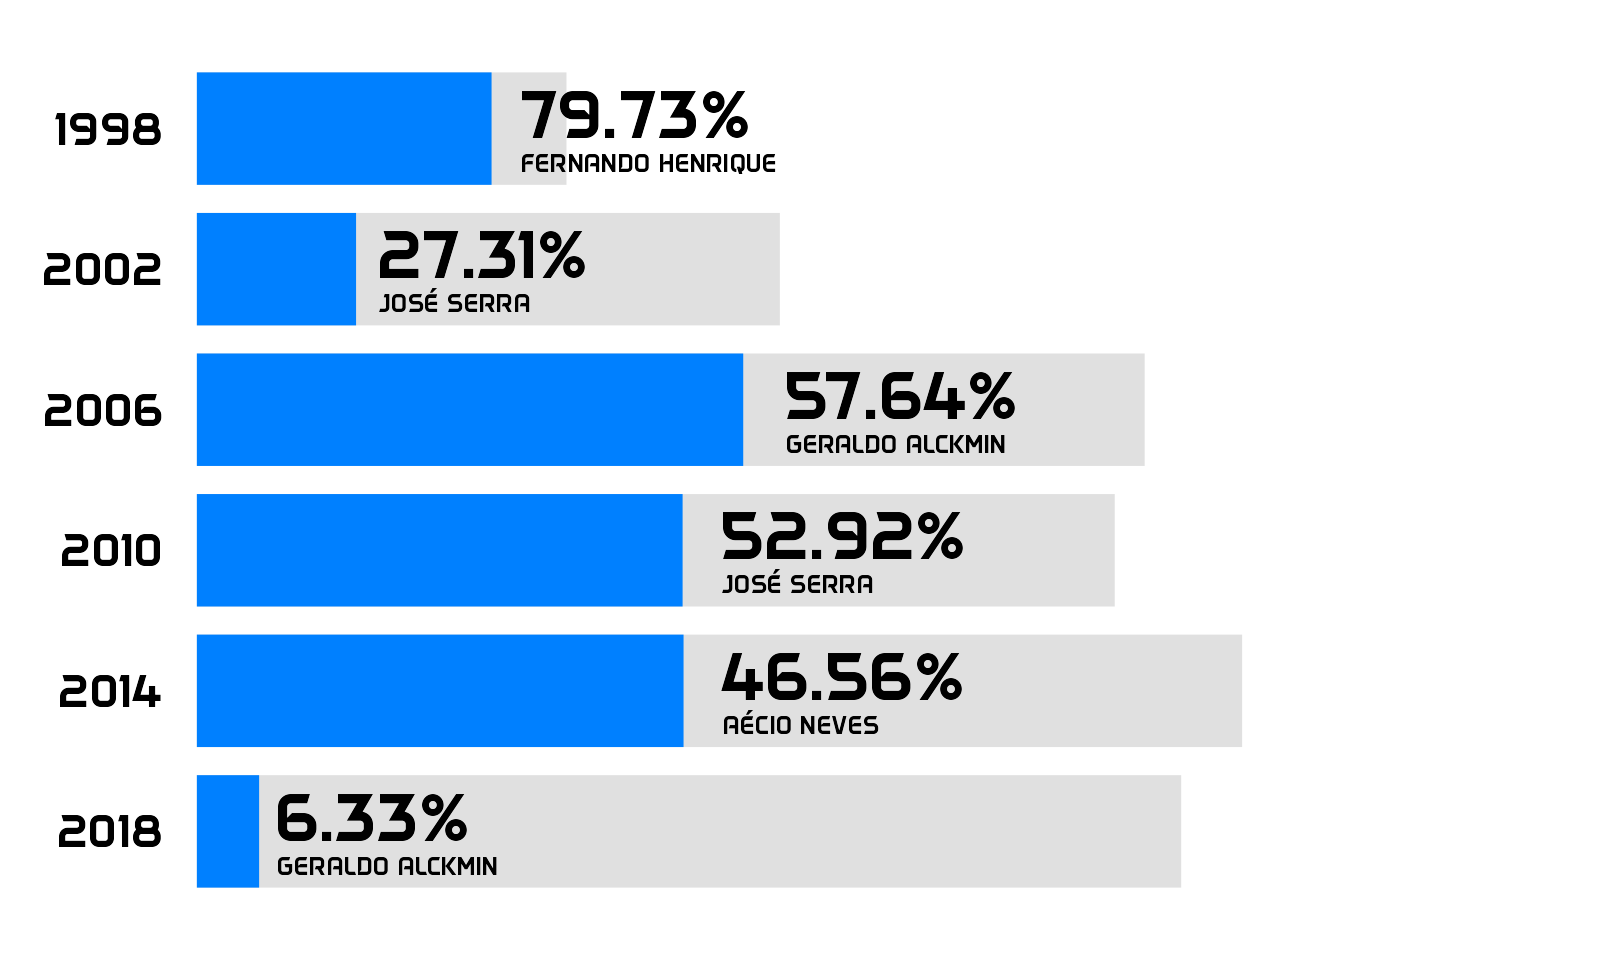 1998
79.73%
FERNANDO HENRIQUE
2002
27.31%
JOSÉ SERRA
2006
57.64%
GERALDO ALCKMIN
2010
52.92%
JOSÉ SERRA
2014
46.56%
AÉCIO NEVES
2018
6.33%
GERALDO ALCKMIN